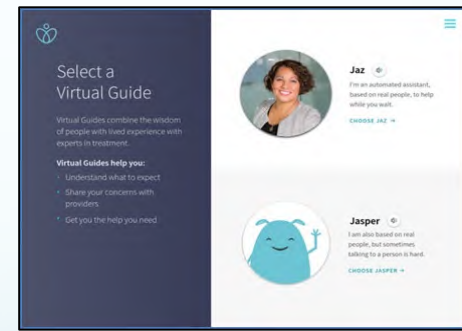 Select a
Virtual Guide
Virtual Guides combine the wisdom
of people with lived experience with
experts in treatment.
Virtual Guides help you:
Understand what to expect
Share your concerns with
providers
Get you the help you need
Jaz
I'm an automated assistant,
based on real people, to help
while you wait.
CHOOSE JAZ →
Jasper
I am also based on real
people, but sometimes
talking to a person is hard.
CHOOSE JASPER →